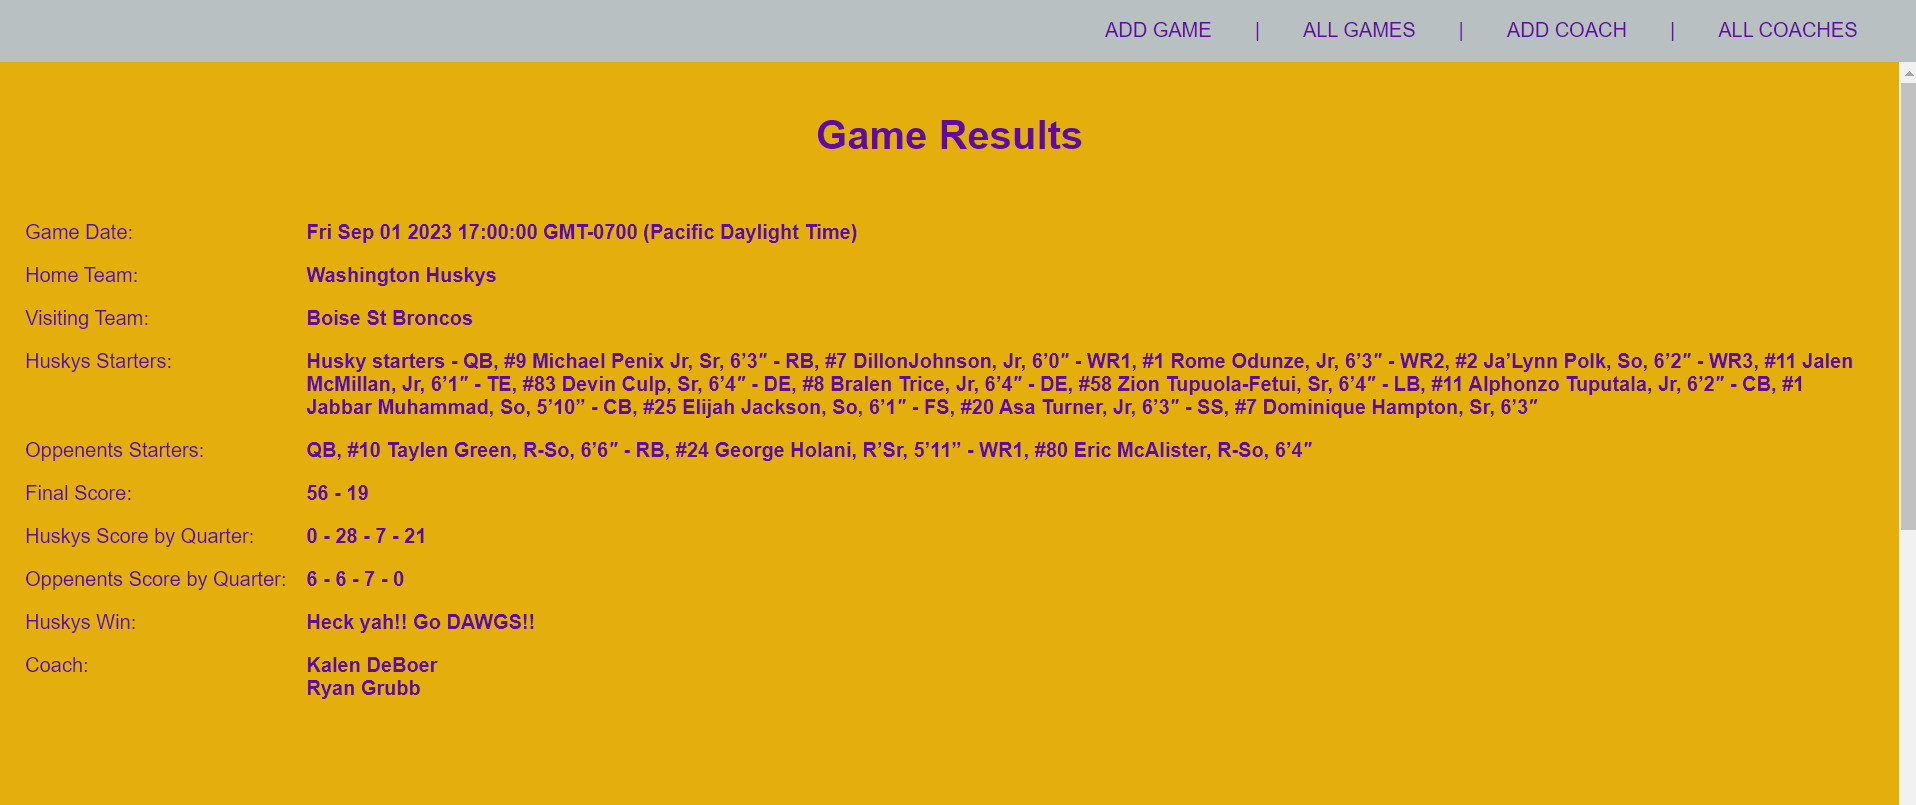 ADD GAME | ALL GAMES | ADD COACH | ALL COACHES
Game Results
Game Date: Fri Sep 01 2023 17:00:00 GMT-0700 (Pacific Daylight Time)
Home Team: Washington Huskys
Visiting Team: Boise St Broncos
Huskys Starters: Husky starters - QB, #9 Michael Penix Jr, Sr, 6’3″ - RB, #7 DillonJohnson, Jr, 6’0″ - WR1, #1 Rome Odunze, Jr, 6’3″ - WR2, #2 Ja’Lynn Polk, So, 6’2″ - WR3, #11 Jalen
McMillan, Jr, 6’1″ - TE, #83 Devin Culp, Sr, 6’4″ - DE, #8 Bralen Trice, Jr, 6’4″ - DE, #58 Zion Tupuola-Fetui, Sr, 6’4″ - LB, #11 Alphonzo Tuputala, Jr, 6’2″ - CB, #1
Jabbar Muhammad, So, 5’10” - CB, #25 Elijah Jackson, So, 6’1″ - FS, #20 Asa Turner, Jr, 6’3″ - SS, #7 Dominique Hampton, Sr, 6’3″
Oppenents Starters: QB, #10 Taylen Green, R-So, 6’6″ - RB, #24 George Holani, R’Sr, 5’11” - WR1, #80 Eric McAlister, R-So, 6’4″
Final Score: 56 - 19
Huskys Score by Quarter: 0 - 28 - 7 - 21
Oppenents Score by Quarter: 6 - 6 - 7 - 0
Huskys Win: Heck yah!! Go DAWGS!!
Coach: Kalen DeBoer
Ryan Grubb